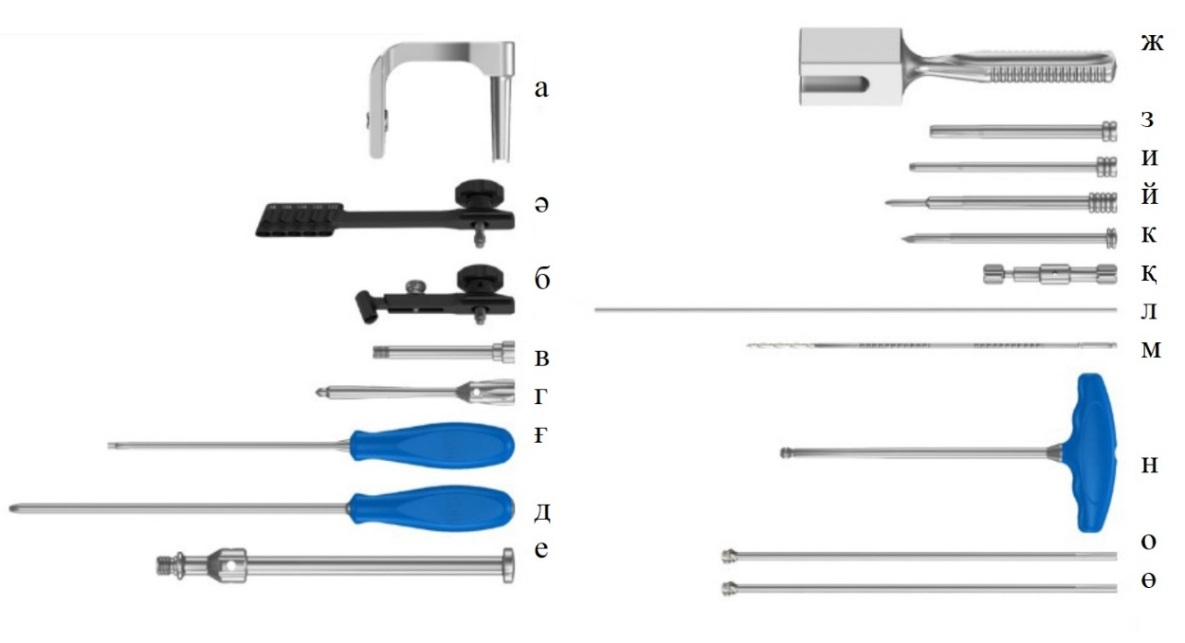 а
ә
б
в
г
ғ
д
е
ж
з
и
й
к
қ
л
м
н
о
ө